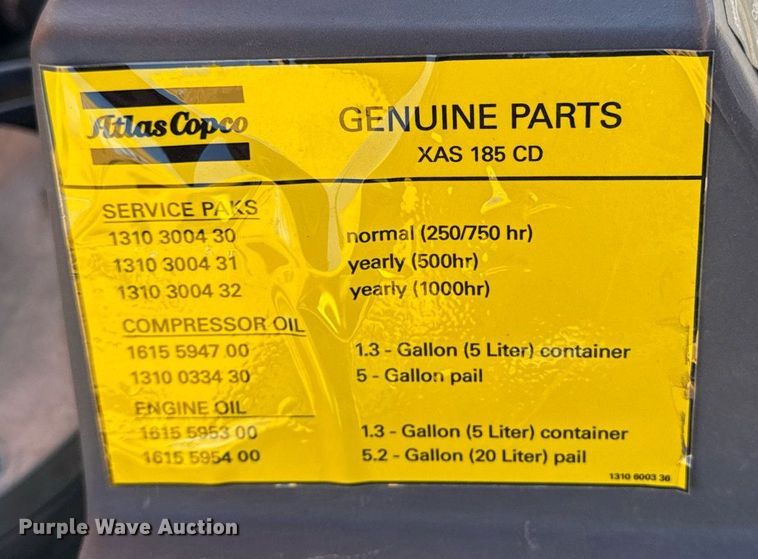 Atlas Copco
GENUINE PARTS
XAS 185 CD
SERVICE PAKS
1310 3004 30 normal (250/750 hr)
1310 3004 31 yearly (500hr)
1310 3004 32 yearly (1000hr)
COMPRESSOR OIL
1615 5947 00 1.3 - Gallon (5 Liter) container
1310 0334 30 5 - Gallon pail
ENGINE OIL
1615 5953 00 1.3 - Gallon (5 Liter) container
1615 5954 00 5.2 - Gallon (20 Liter) pail
1310 6003 36
Purple Wave Auction